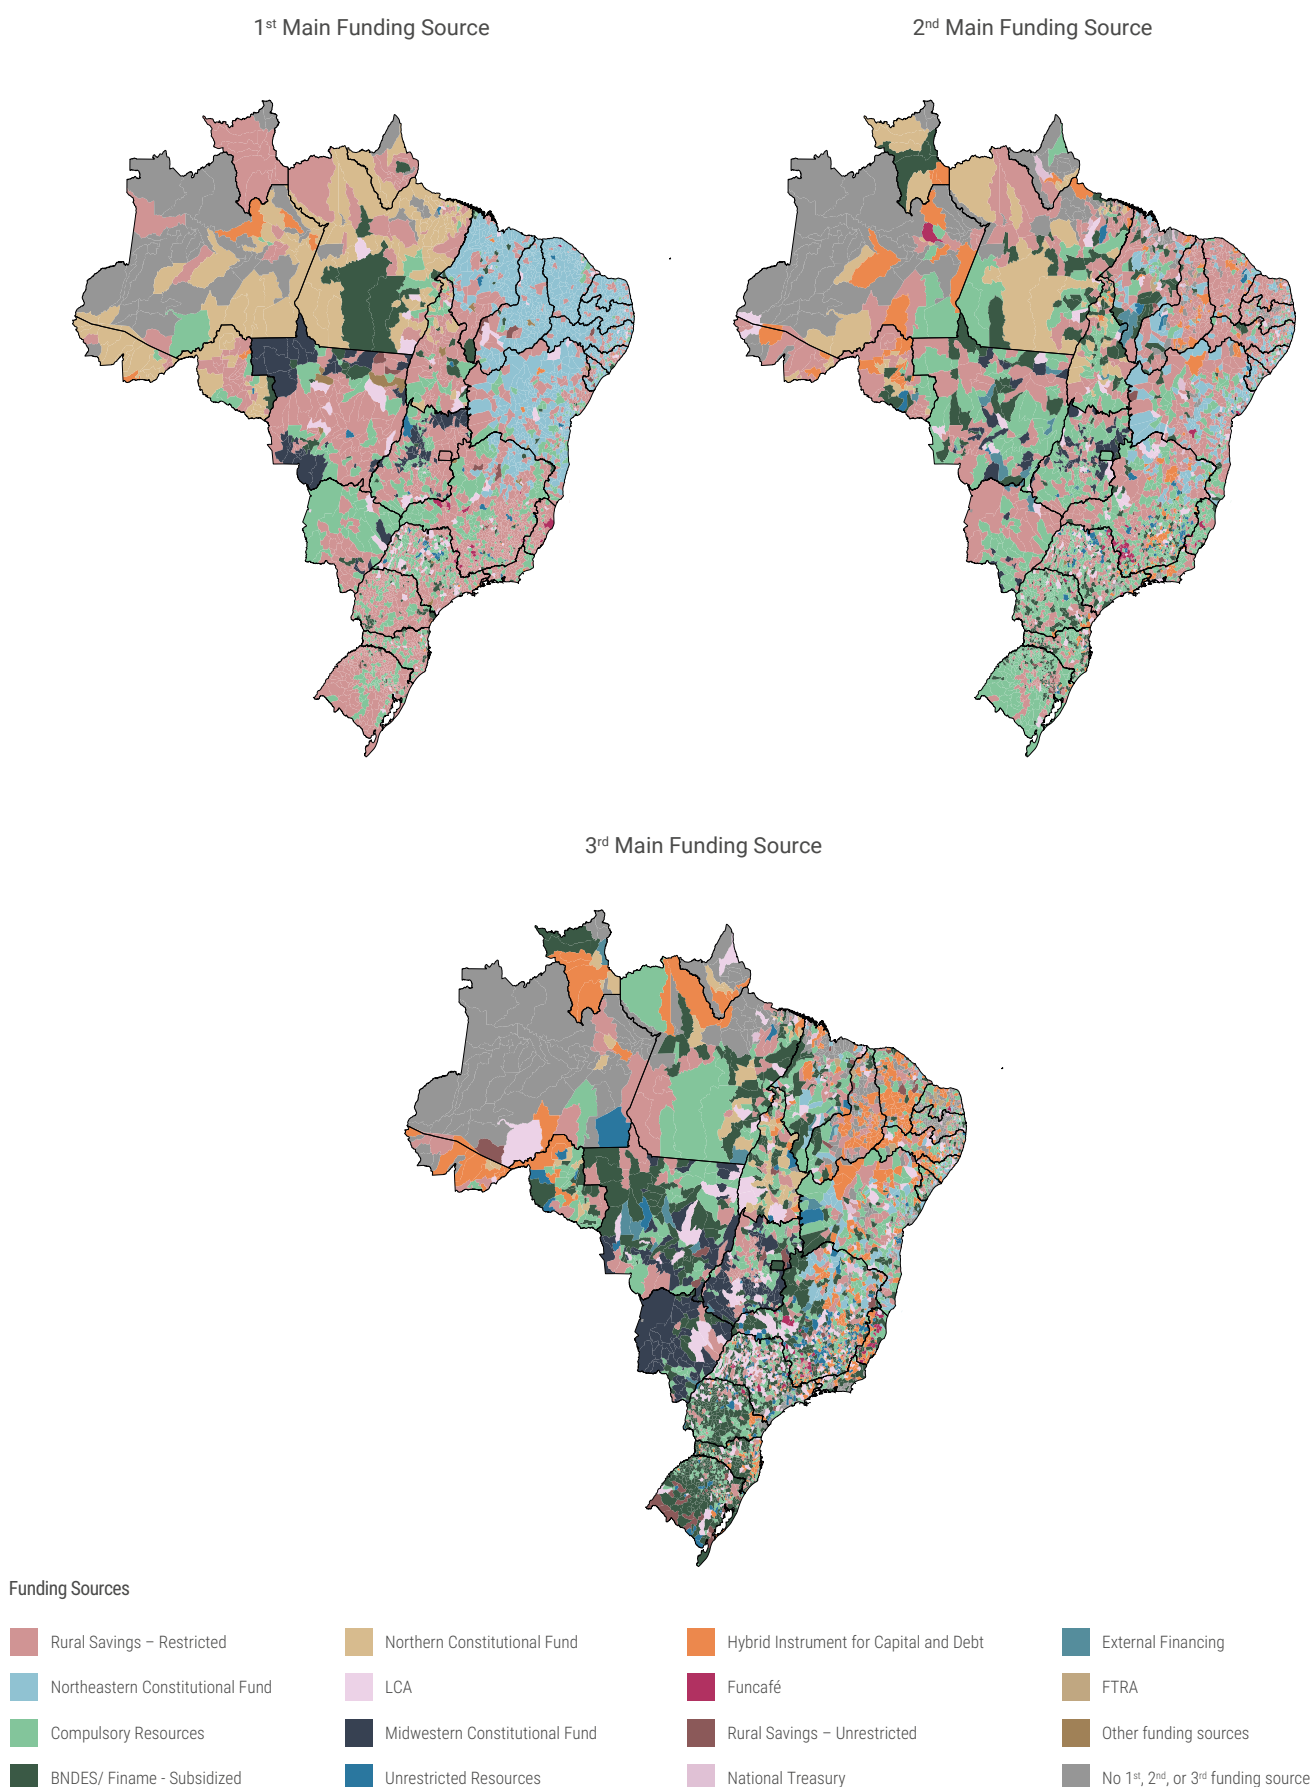 1st Main Funding Source
2nd Main Funding Source
3rd Main Funding Source
Funding Sources
Rural Savings – Restricted
Northern Constitutional Fund
Hybrid Instrument for Capital and Debt
External Financing
Northeastern Constitutional Fund
LCA
Funcafé
FTRA
Compulsory Resources
Midwestern Constitutional Fund
Rural Savings – Unrestricted
Other funding sources
BNDES/ Finame - Subsidized
Unrestricted Resources
National Treasury
No 1st, 2nd, or 3rd funding source